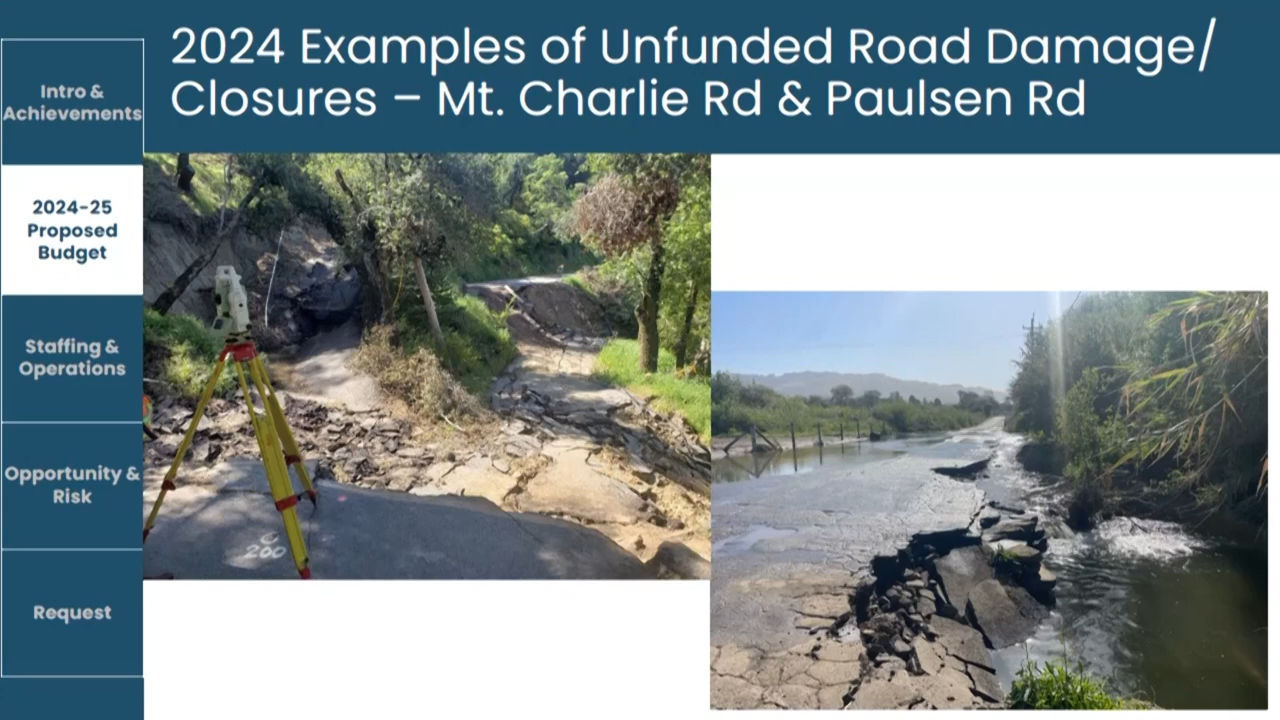 2024 Examples of Unfunded Road Damage/
Closures – Mt. Charlie Rd & Paulsen Rd
Intro &
Achievements
2024-25
Proposed
Budget
Staffing &
Operations
Opportunity &
Risk
Request
C
200